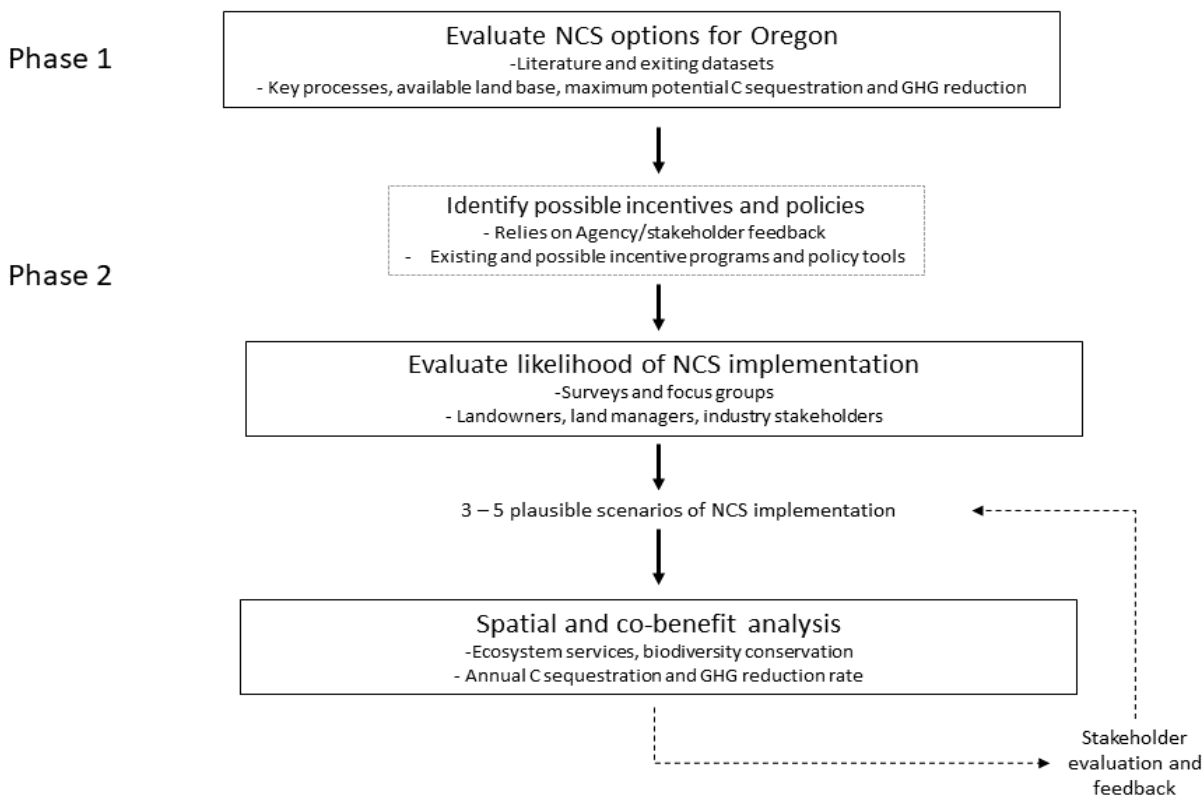 Phase 1
Evaluate NCS options for Oregon
-Literature and exiting datasets
- Key processes, available land base, maximum potential C sequestration and GHG reduction
Identify possible incentives and policies
- Relies on Agency/stakeholder feedback
- Existing and possible incentive programs and policy tools
Phase 2
Evaluate likelihood of NCS implementation
-Surveys and focus groups
- Landowners, land managers, industry stakeholders
3 – 5 plausible scenarios of NCS implementation
Spatial and co-benefit analysis
-Ecosystem services, biodiversity conservation
- Annual C sequestration and GHG reduction rate
Stakeholder
evaluation and
feedback